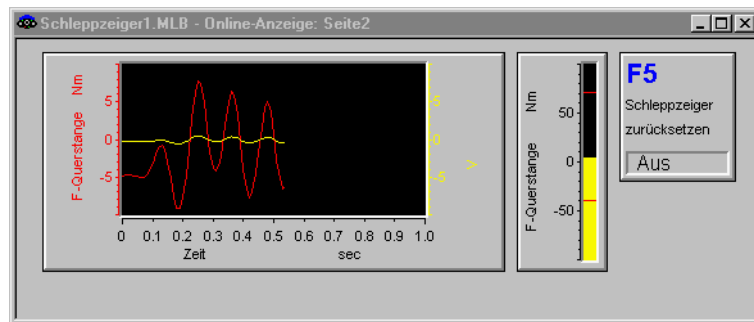 Schleppzeiger1.MLB - Online-Anzeige: Seite2
F-Querstange Nm
5
0
-5
5
0
-5
V
0 0.1 0.2 0.3 0.4 0.5 0.6 0.7 0.8 0.9 1.0
Zeit sec
F-Querstange Nm
50
0
-50
F5
Schleppzeiger
zurücksetzen
Aus